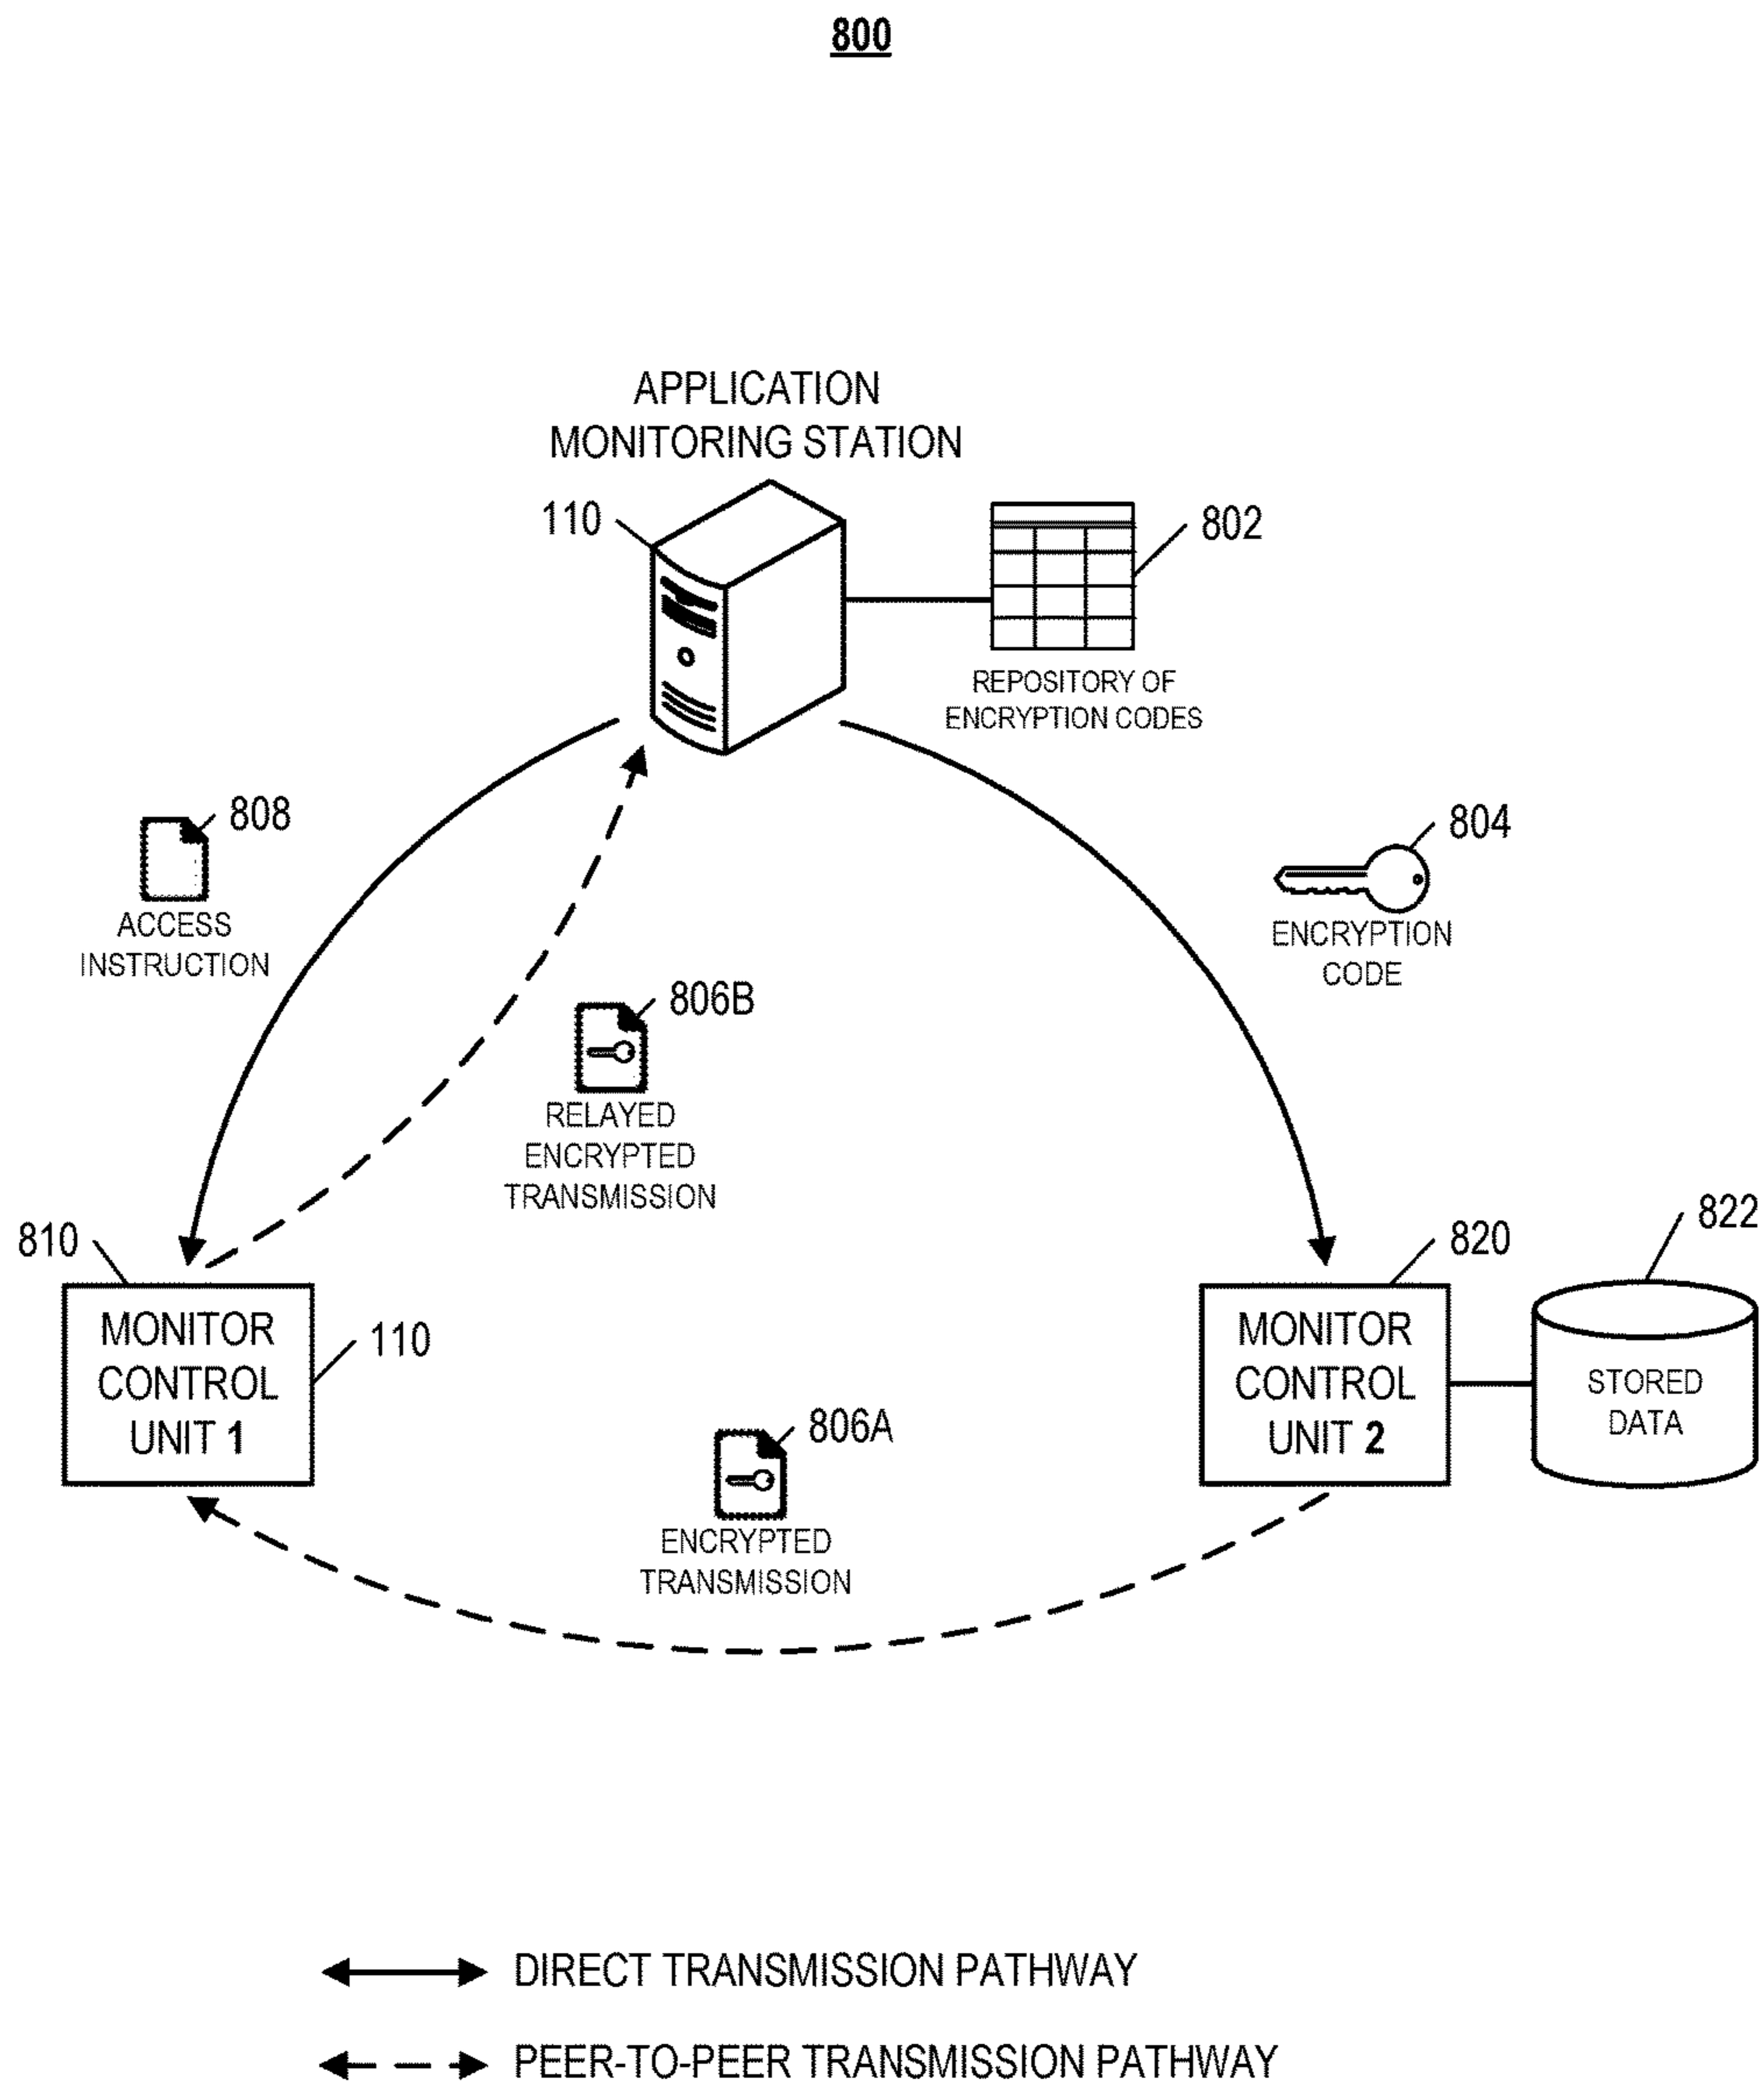 800
APPLICATION
MONITORING STATION
110
802
REPOSITORY OF
ENCRYPTION CODES
808
ACCESS
INSTRUCTION
804
ENCRYPTION
CODE
806B
RELAYED
ENCRYPTED
TRANSMISSION
810
MONITOR
CONTROL
UNIT 1
110
820
MONITOR
CONTROL
UNIT 2
822
STORED
DATA
806A
ENCRYPTED
TRANSMISSION
DIRECT TRANSMISSION PATHWAY
PEER-TO-PEER TRANSMISSION PATHWAY